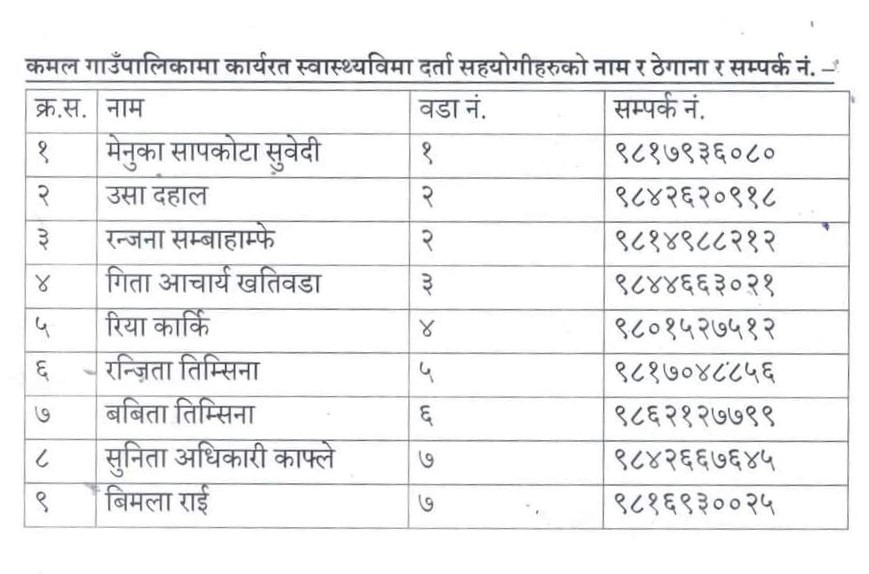 कमल गाउँपालिकामा कार्यरत स्वास्थ्यविमा दर्ता सहयोगीहरुको नाम र ठेगाना र सम्पर्क नं. –
क्र.स. नाम वडा नं. सम्पर्क नं.
१ मेनुका सापकोटा सुवेदी १ ९८१७९३६०८०
२ उसा दहाल २ ९८४२६२०९१८
३ रन्जना सम्बाहाम्फे २ ९८१४९८८२१२
४ गिता आचार्य खतिवडा ३ ९८४४६६३०२१
५ रिया कार्कि ४ ९८०१५२७५१२
६ रन्जिता तिम्सिना ५ ९८१७०४८८५६
७ बबिता तिम्सिना ६ ९८६२१२७७९९
८ सुनिता अधिकारी काफ्ले ७ ९८४२६६७६४५
९ बिमला राई ७ ९८१६९३००२५